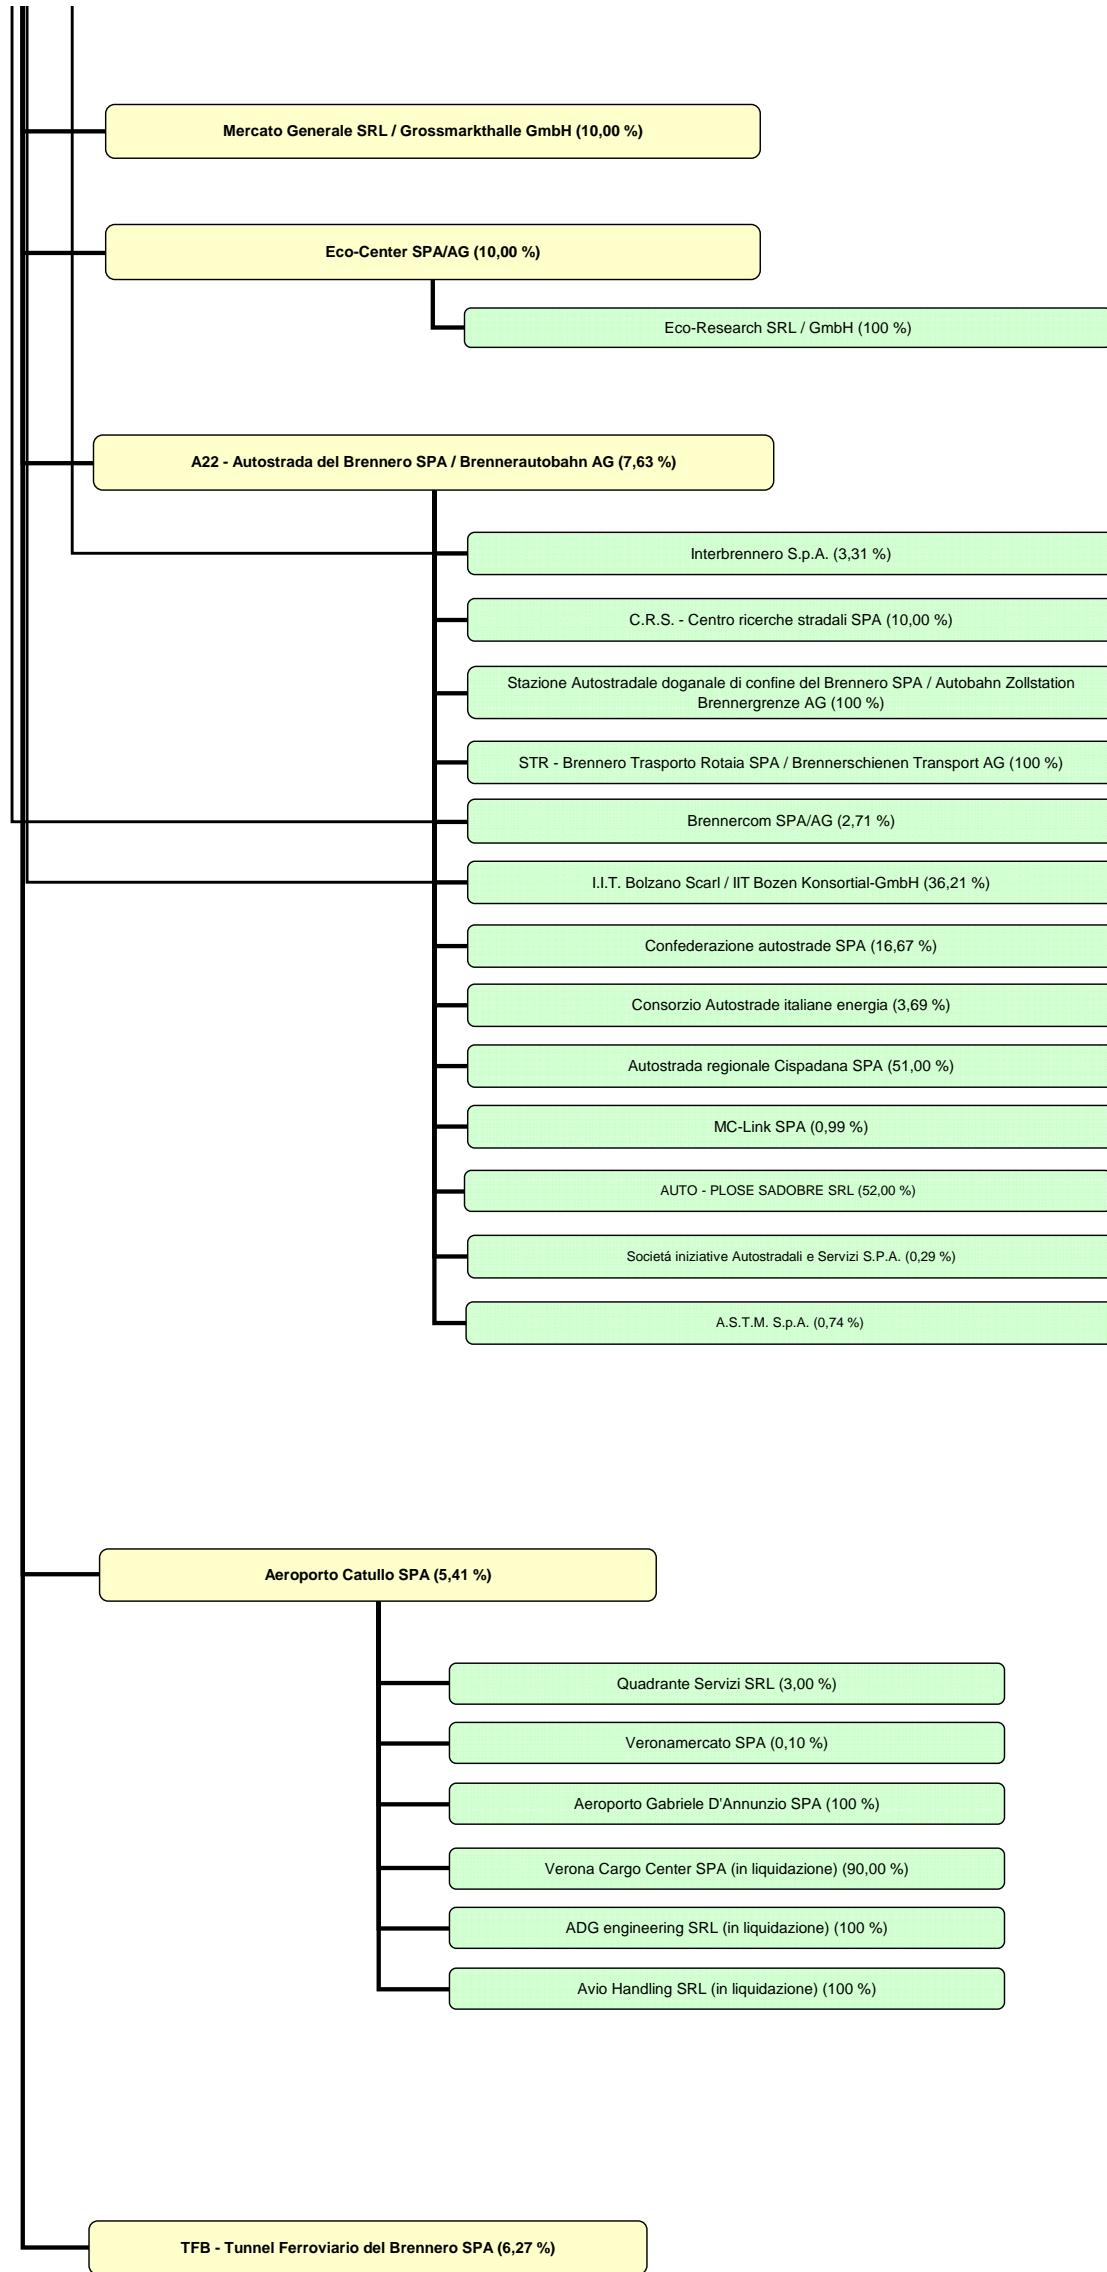 Mercato Generale SRL / Grossmarkthalle GmbH (10,00 %)
Eco-Center SPA/AG (10,00 %)
Eco-Research SRL / GmbH (100 %)
A22 - Autostrada del Brennero SPA / Brennerautobahn AG (7,63 %)
Interbrennero S.p.A. (3,31 %)
C.R.S. - Centro ricerche stradali SPA (10,00 %)
Stazione Autostradale doganale di confine del Brennero SPA / Autobahn Zollstation
Brennergrenze AG (100 %)
STR - Brennero Trasporto Rotaia SPA / Brennerschienen Transport AG (100 %)
Brennercom SPA/AG (2,71 %)
I.I.T. Bolzano Scarl / IIT Bozen Konsortial-GmbH (36,21 %)
Confederazione autostrade SPA (16,67 %)
Consorzio Autostrade italiane energia (3,69 %)
Autostrada regionale Cispadana SPA (51,00 %)
MC-Link SPA (0,99 %)
AUTO - PLOSE SADOBRE SRL (52,00 %)
Societá iniziative Autostradali e Servizi S.P.A. (0,29 %)
A.S.T.M. S.p.A. (0,74 %)
Aeroporto Catullo SPA (5,41 %)
Quadrante Servizi SRL (3,00 %)
Veronamercato SPA (0,10 %)
Aeroporto Gabriele D'Annunzio SPA (100 %)
Verona Cargo Center SPA (in liquidazione) (90,00 %)
ADG engineering SRL (in liquidazione) (100 %)
Avio Handling SRL (in liquidazione) (100 %)
TFB - Tunnel Ferroviario del Brennero SPA (6,27 %)